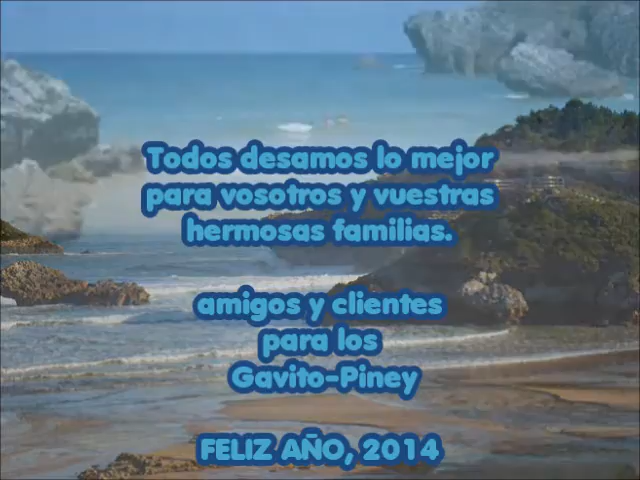 Todos desamos lo mejor
para vosotros y vuestras
hermosas familias.
amigos y clientes
para los
Gavito-Piney
FELIZ AÑO, 2014